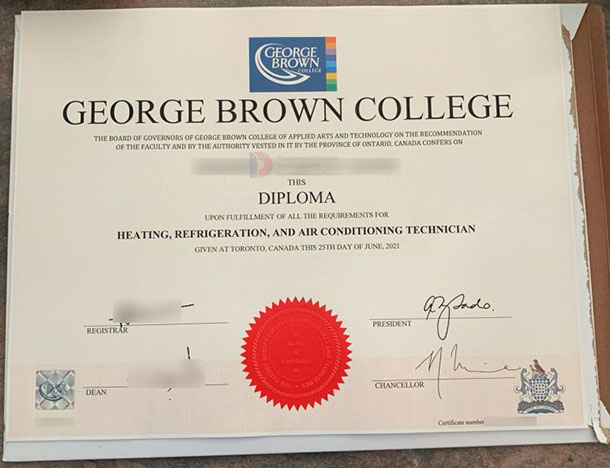 GEORGE
BROWN
COLLEGE
GEORGE BROWN COLLEGE
THE BOARD OF GOVERNORS OF GEORGE BROWN COLLEGE OF APPLIED ARTS AND TECHNOLOGY ON THE RECOMMENDATION
OF THE FACULTY AND BY THE AUTHORITY VESTED IN IT BY THE PROVINCE OF ONTARIO, CANADA CONFERS ON
THIS
DIPLOMA
UPON FULFILLMENT OF ALL THE REQUIREMENTS FOR
HEATING, REFRIGERATION, AND AIR CONDITIONING TECHNICIAN
GIVEN AT TORONTO, CANADA THIS 25TH DAY OF JUNE, 2021
REGISTRAR
PRESIDENT
DEAN
CHANCELLOR
Certificate number